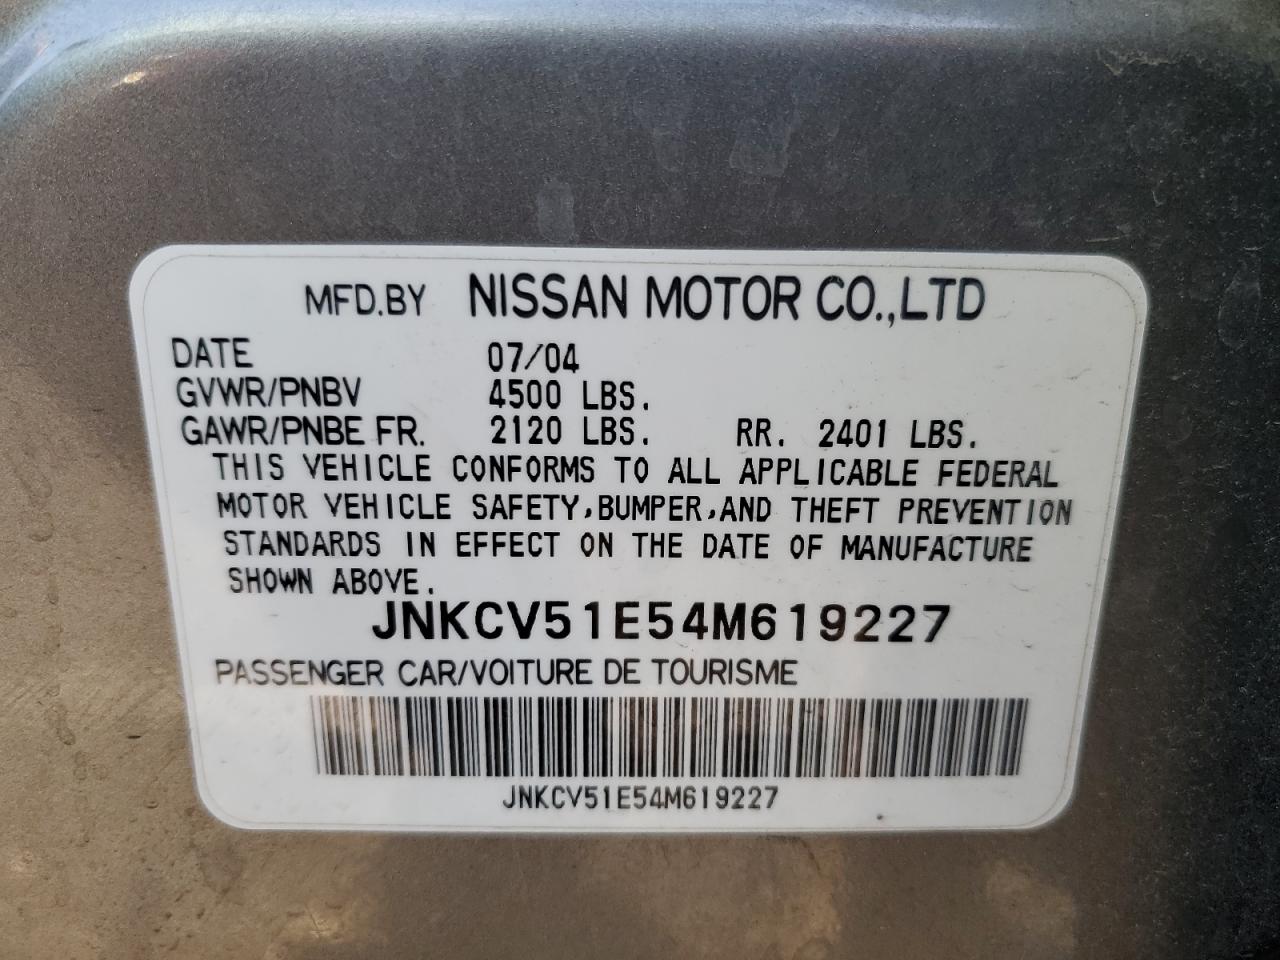 MFD.BY NISSAN MOTOR CO.,LTD
DATE 07/04
GVWR/PNBV 4500 LBS.
GAWR/PNBE FR. 2120 LBS. RR. 2401 LBS.
THIS VEHICLE CONFORMS TO ALL APPLICABLE FEDERAL
MOTOR VEHICLE SAFETY,BUMPER,AND THEFT PREVENTION
STANDARDS IN EFFECT ON THE DATE OF MANUFACTURE
SHOWN ABOVE.
JNKCV51E54M619227
PASSENGER CAR/VOITURE DE TOURISME
JNKCV51E54M619227